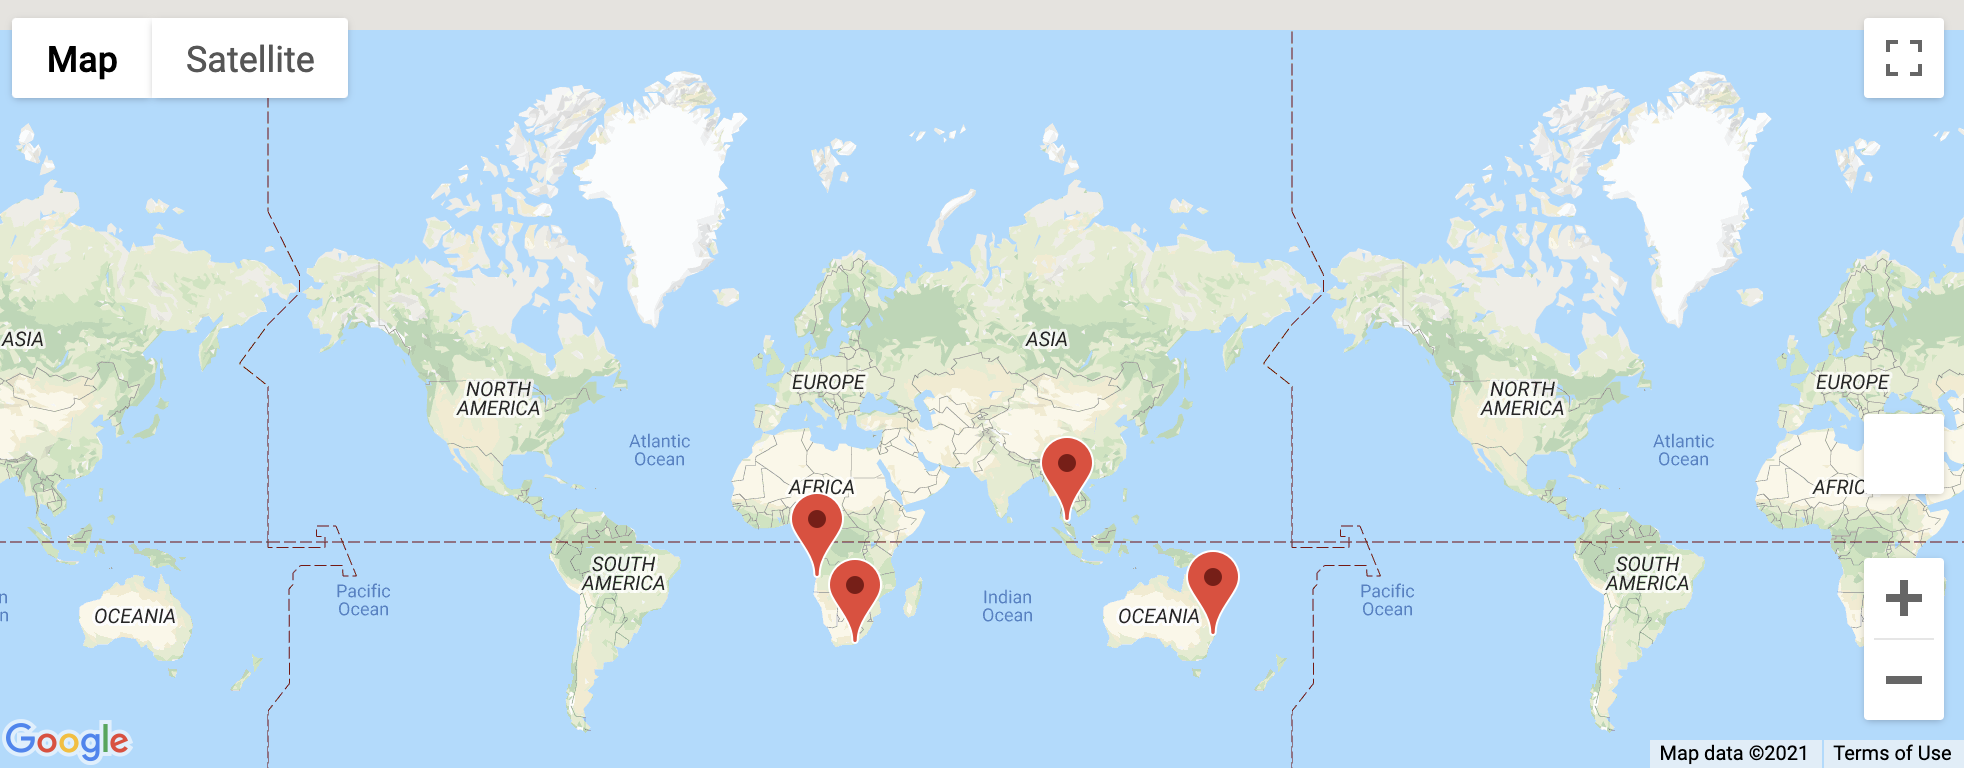 Map
Satellite
ASIA
ASIA
NORTH
AMERICA
EUROPE
NORTH
AMERICA
EUROPE
Atlantic
Ocean
Atlantic
Ocean
AFRICA
AFRIC
SOUTH
AMERICA
SOUTH
AMERICA
Pacific
Ocean
Indian
Ocean
Pacific
Ocean
n
n
OCEANIA
OCEANIA
Google
Map data ©2021
Terms of Use